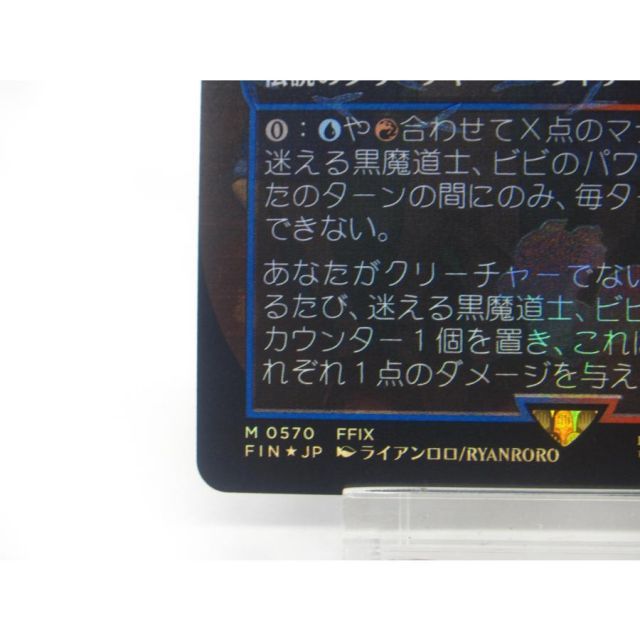 0：や合わせてX点のマ
迷える黒魔道士、ビビのパワ
たのターンの間にのみ、毎タ
できない。
あなたがクリーチャーでない
るたび、迷える黒魔道士、ビビ
カウンター1個を置き、これに
れぞれ1点のダメージを与え
M 0570 FFIX
FIN★JP ライアンロロ/RYANRORO